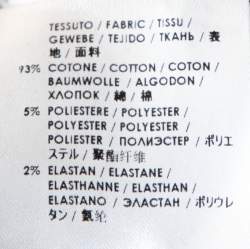 TESSUTO / FABRIC / TISSU /
GEWEBE / TEJIDO / ТКАНЬ / 表
地 / 面料
93% COTONE / COTTON / COTON /
BAUMWOLLE / ALGODON /
ХЛОПОК / 綿 / 棉
5% POLIESTERE / POLYESTER /
POLYESTER / POLYESTER /
POLIESTER / ПОЛИЭСТЕР / ポリエ
ステル / 聚酯纤维
2% ELASTAN / ELASTANE /
ELASTHANNE / ELASTHAN /
ELASTANO / ЭЛАСТАН / ポリウレ
タン / 氨纶